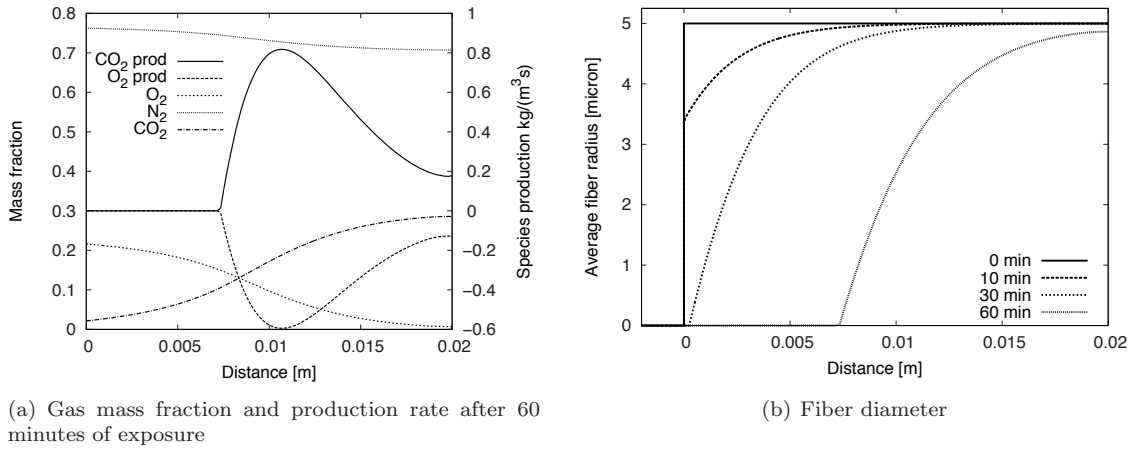 0.8
0.7
0.6
0.5
0.4
0.3
0.2
0.1
0
Mass fraction
CO2 prod
O2 prod
O2
N2
CO2
1
0.8
0.6
0.4
0.2
0
−0.2
−0.4
−0.6
Species production kg/(m3s)
0 0.005 0.01 0.015 0.02
Distance [m]
(a) Gas mass fraction and production rate after 60
minutes of exposure
5
4
3
2
1
0
Average fiber radius [micron]
0 min
10 min
30 min
60 min
0 0.005 0.01 0.015 0.02
Distance [m]
(b) Fiber diameter